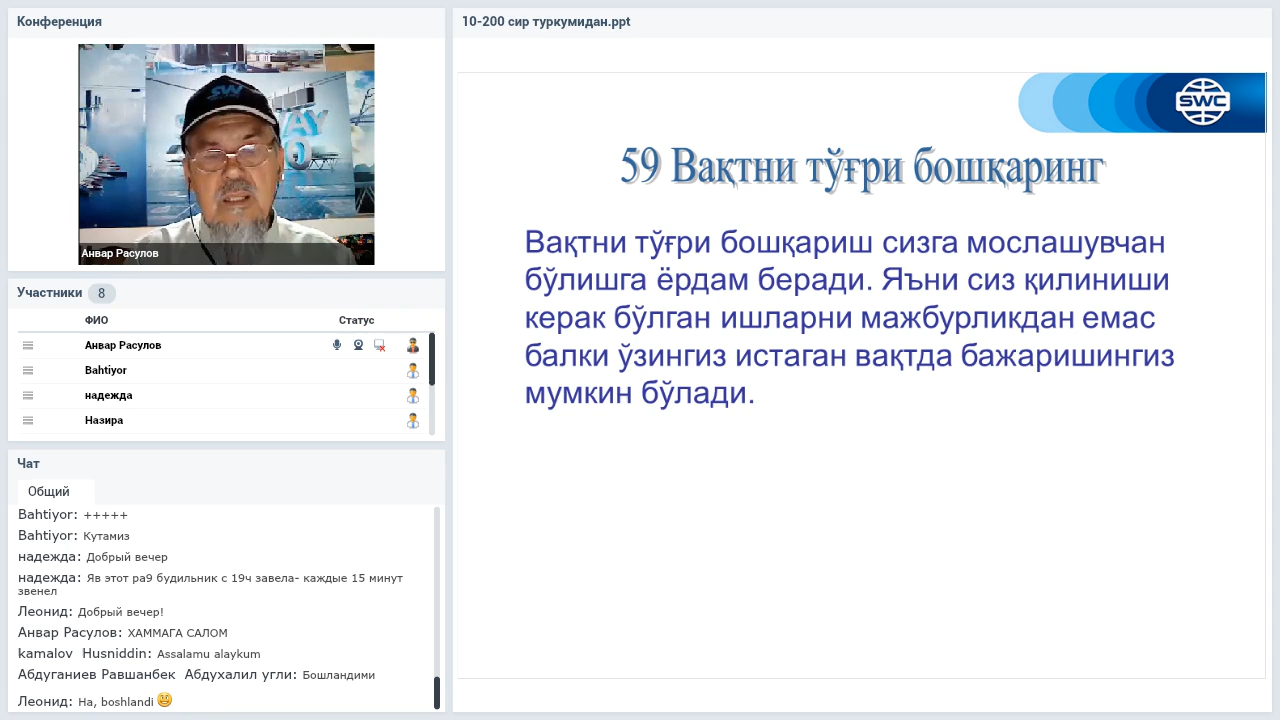 Конференция
SW
Анвар Расулов
Участники 8
ФИО Статус
Анвар Расулов
Bahtiyor
надежда
Назира
Чат
Общий
Bahtiyor: +++++
Bahtiyor: Кутамиз
надежда: Добрый вечер
надежда: Яв этот ра9 будильник с 19ч завела- каждые 15 минут
звенел
Леонид: Добрый вечер!
Анвар Расулов: ХАММАГА САЛОМ
kamalov Husniddin: Assalamu alaykum
Абдуганиев Равшанбек Абдухалил угли: Бошландими
Леонид: На, boshlandi
10-200 сир туркумидан.ppt
SWC
59 Вақтни тўғри бошқаринг
Вақтни тўғри бошқариш сизга мослашувчан
бўлишга ёрдам беради. Яъни сиз қилиниши
керак бўлган ишларни мажбурликдан емас
балки ўзингиз истаган вақтда бажаришингиз
мумкин бўлади.